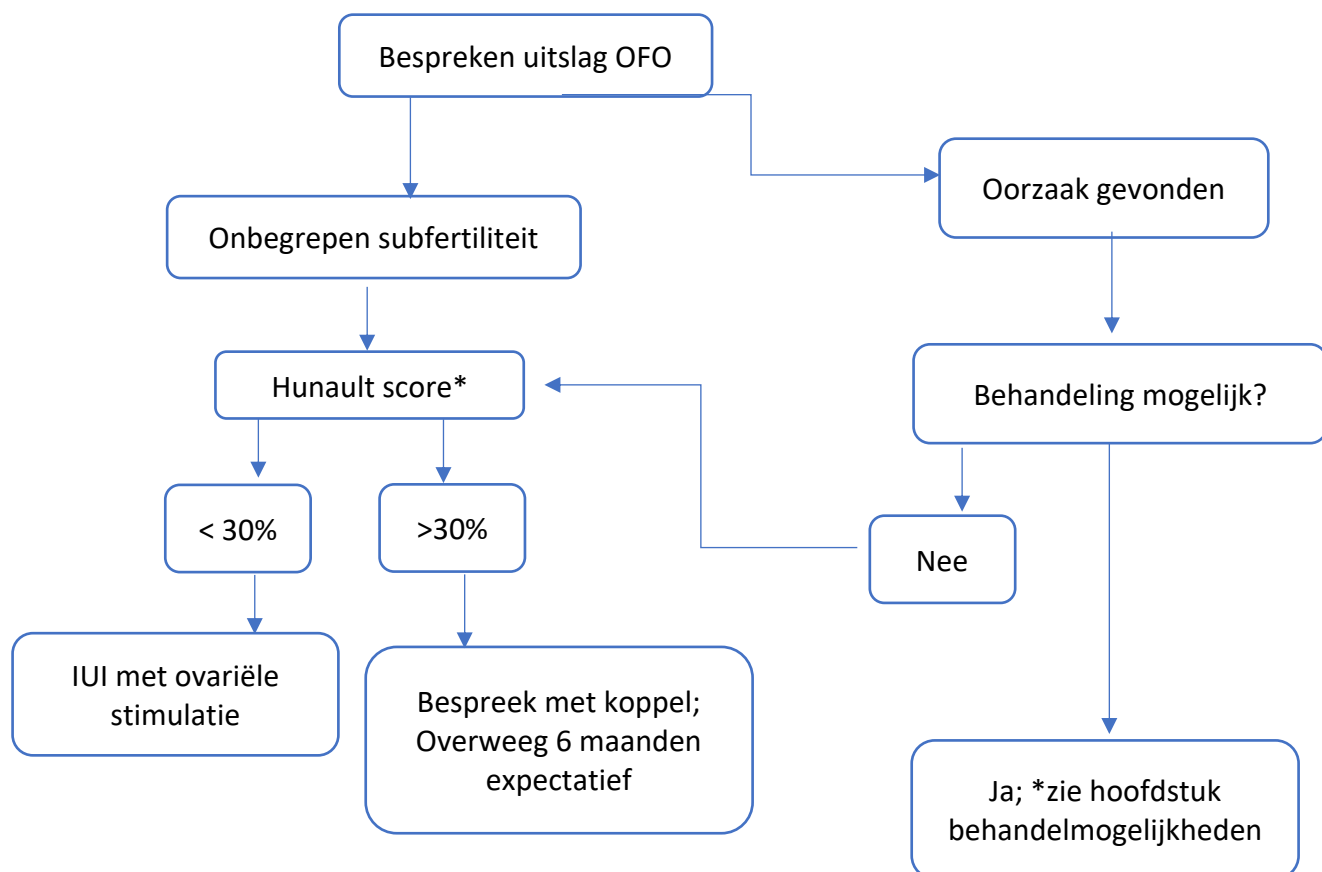 Bespreken uitslag OFO
Oorzaak gevonden
Onbegrepen subfertiliteit
Hunault score*
Behandeling mogelijk?
< 30%
>30%
Nee
IUI met ovariële
stimulatie
Bespreek met koppel;
Overweeg 6 maanden
expectatief
Ja; *zie hoofdstuk
behandelmogelijkheden